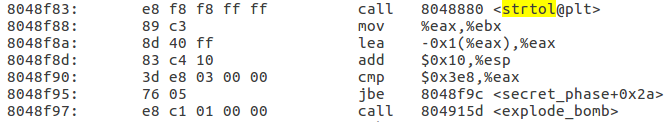 8048f83: e8 f8 f8 ff ff call 8048880 <strtol@plt>
8048f88: 89 c3 mov %eax,%ebx
8048f8a: 8d 40 ff lea -0x1(%eax),%eax
8048f8d: 83 c4 10 add $0x10,%esp
8048f90: 3d e8 03 00 00 cmp $0x3e8,%eax
8048f95: 76 05 jbe 8048f9c <secret_phase+0x2a>
8048f97: e8 c1 01 00 00 call 804915d <explode_bomb>